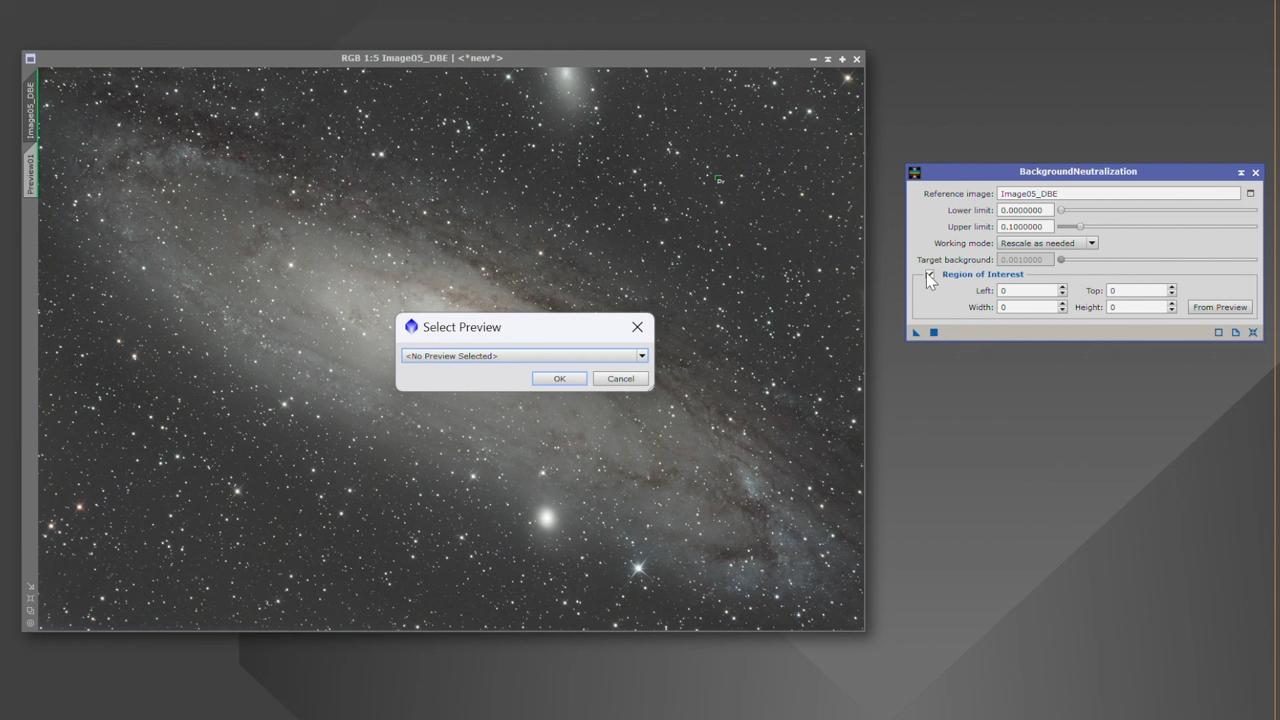 RGB 1:5 Image05_DBE | <*new*>
Image05_DBE
Preview01
BackgroundNeutralization
Reference image: Image05_DBE
Lower limit: 0.0000000
Upper limit: 0.1000000
Working mode: Rescale as needed
Target background: 0.0010000
Region of Interest
Left: 0 Top: 0
Width: 0 Height: 0 From Preview
Select Preview
<No Preview Selected>
OK Cancel